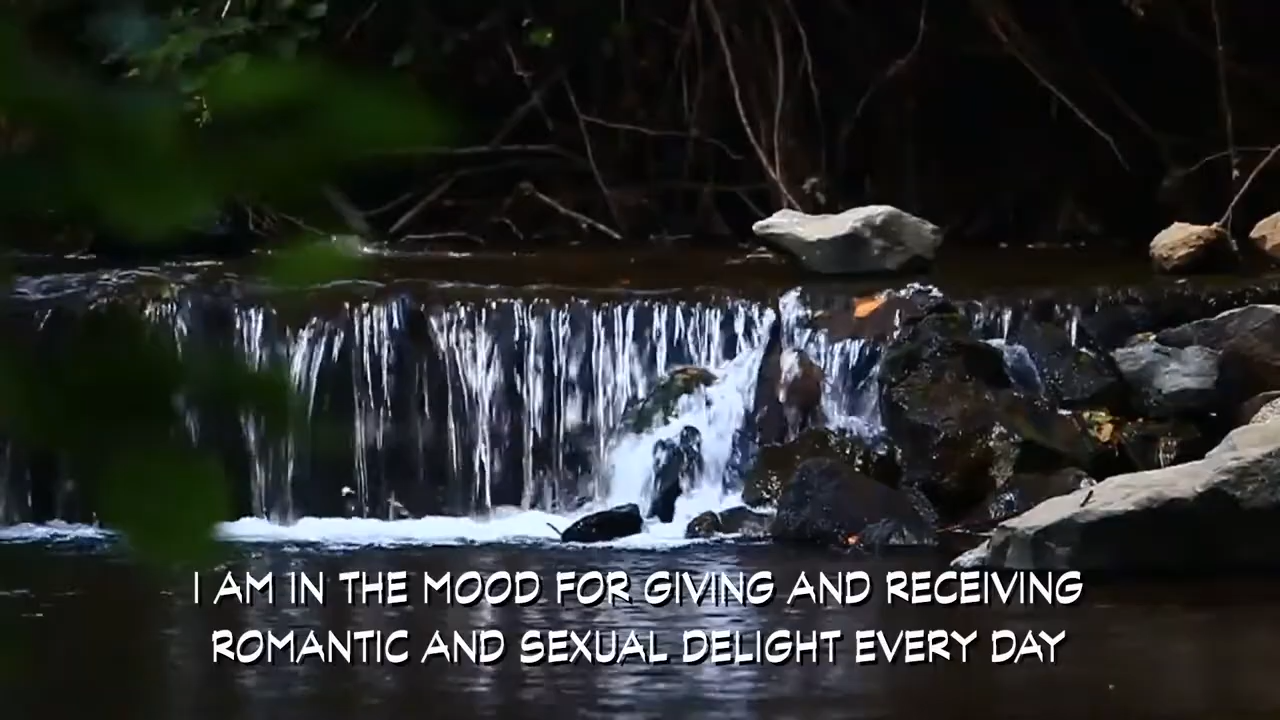 I AM IN THE MOOD FOR GIVING AND RECEIVING
ROMANTIC AND SEXUAL DELIGHT EVERY DAY